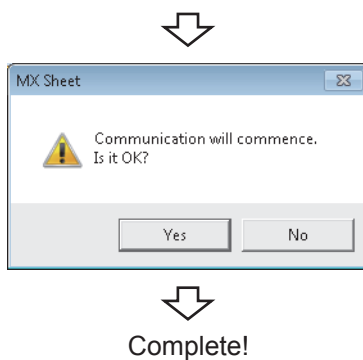 MX Sheet
Communication will commence.
Is it OK?
Yes
No
Complete!